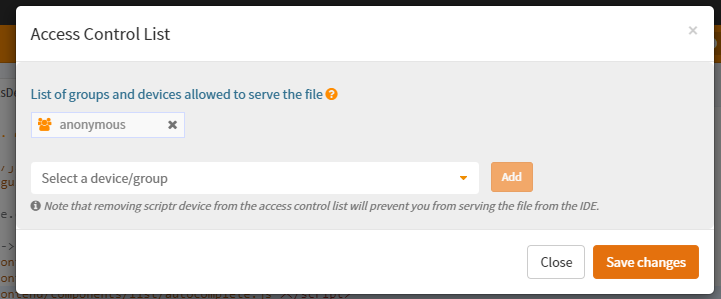 Access Control List
×
List of groups and devices allowed to serve the file
anonymous
Select a device/group
Add
Note that removing scriptr device from the access control list will prevent you from serving the file from the IDE.
Close
Save changes